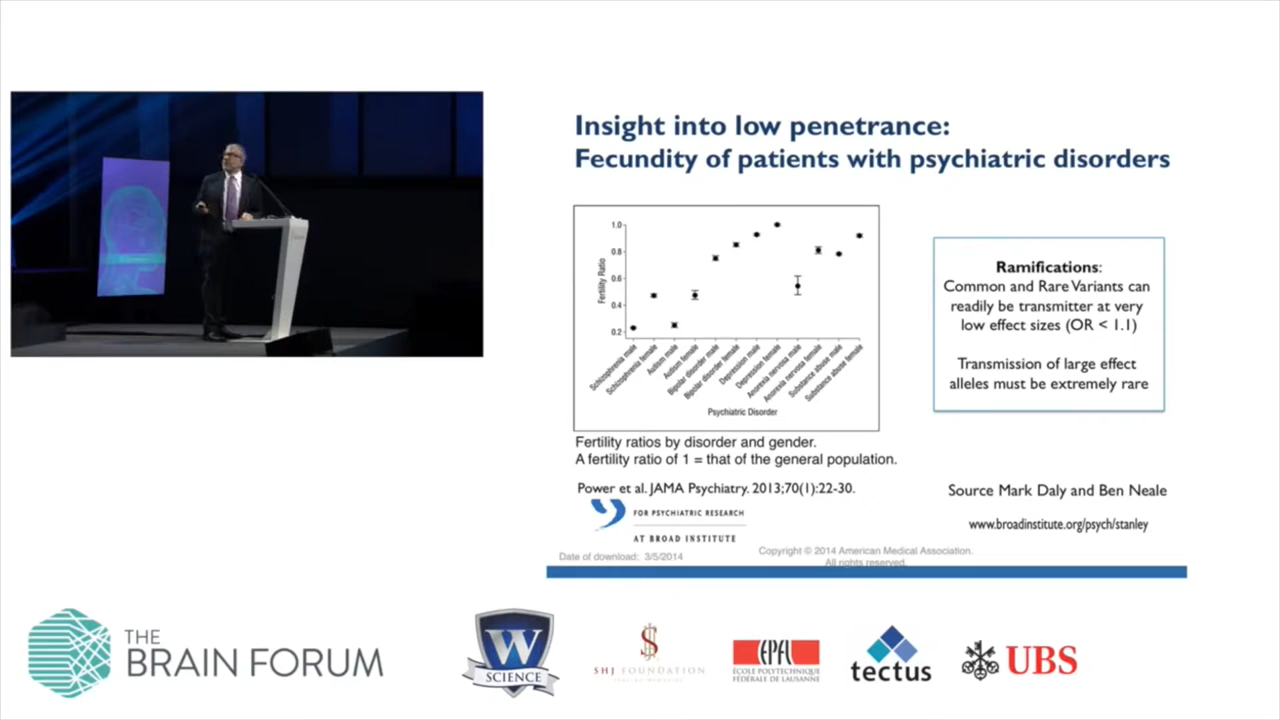 Insight into low penetrance:
Fecundity of patients with psychiatric disorders
Fertility Ratio
1.0
0.8
0.6
0.4
0.2
Schizophrenia male
Schizophrenia female
Autism male
Autism female
Bipolar disorder male
Bipolar disorder female
Depression male
Depression female
Anorexia nervosa male
Anorexia nervosa female
Substance abuse male
Substance abuse female
Psychiatric Disorder
Ramifications:
Common and Rare Variants can
readily be transmitter at very
low effect sizes (OR < 1.1)
Transmission of large effect
alleles must be extremely rare
Fertility ratios by disorder and gender.
A fertility ratio of 1 = that of the general population.
Power et al. JAMA Psychiatry. 2013;70(1):22-30.
Source Mark Daly and Ben Neale
FOR PSYCHIATRIC RESEARCH
AT BROAD INSTITUTE
www.broadinstitute.org/psych/stanley
Date of download: 3/5/2014
Copyright © 2014 American Medical Association.
All rights reserved.
THE
BRAIN FORUM
W
SCIENCE
SHJ FOUNDATION
EPFL
ÉCOLE POLYTECHNIQUE
FÉDÉRALE DE LAUSANNE
tectus
UBS